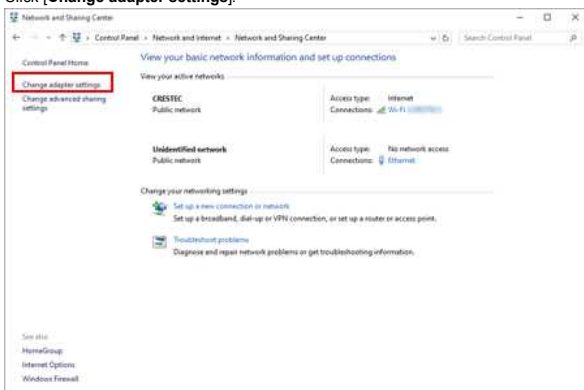 Click [Change adapter settings].
Network and Sharing Center
Control Panel > Network and Internet > Network and Sharing Center
Search Control Panel
Control Panel Home
Change adapter settings
Change advanced sharing
settings
View your basic network information and set up connections
View your active networks
CRESTEC
Public network
Access type: Internet
Connections: Wi-Fi
Unidentified network
Public network
Access type: No network access
Connections: Ethernet
Change your networking settings
Set up a new connection or network
Set up a broadband, dial-up or VPN connection, or set up a router or access point.
Troubleshoot problems
Diagnose and repair network problems or get troubleshooting information.
See also
HomeGroup
Internet Options
Windows Firewall